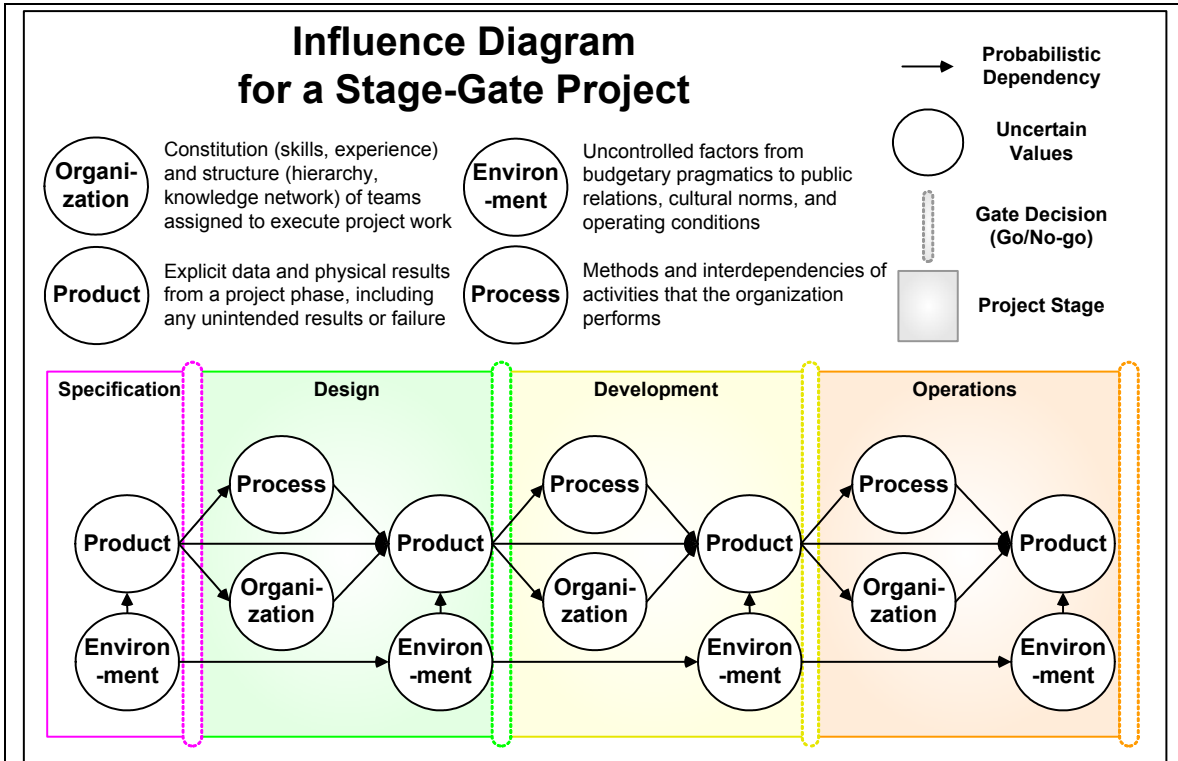 Influence Diagram
for a Stage-Gate Project
Probabilistic
Dependency
Uncertain
Values
Gate Decision
(Go/No-go)
Project Stage
Organi-
zation
Constitution (skills, experience)
and structure (hierarchy,
knowledge network) of teams
assigned to execute project work
Environ
-ment
Uncontrolled factors from
budgetary pragmatics to public
relations, cultural norms, and
operating conditions
Product
Explicit data and physical results
from a project phase, including
any unintended results or failure
Process
Methods and interdependencies of
activities that the organization
performs
Specification
Design
Development
Operations
Product
Environ
-ment
Process
Organi-
zation
Product
Environ
-ment
Process
Organi-
zation
Product
Environ
-ment
Process
Organi-
zation
Product
Environ
-ment